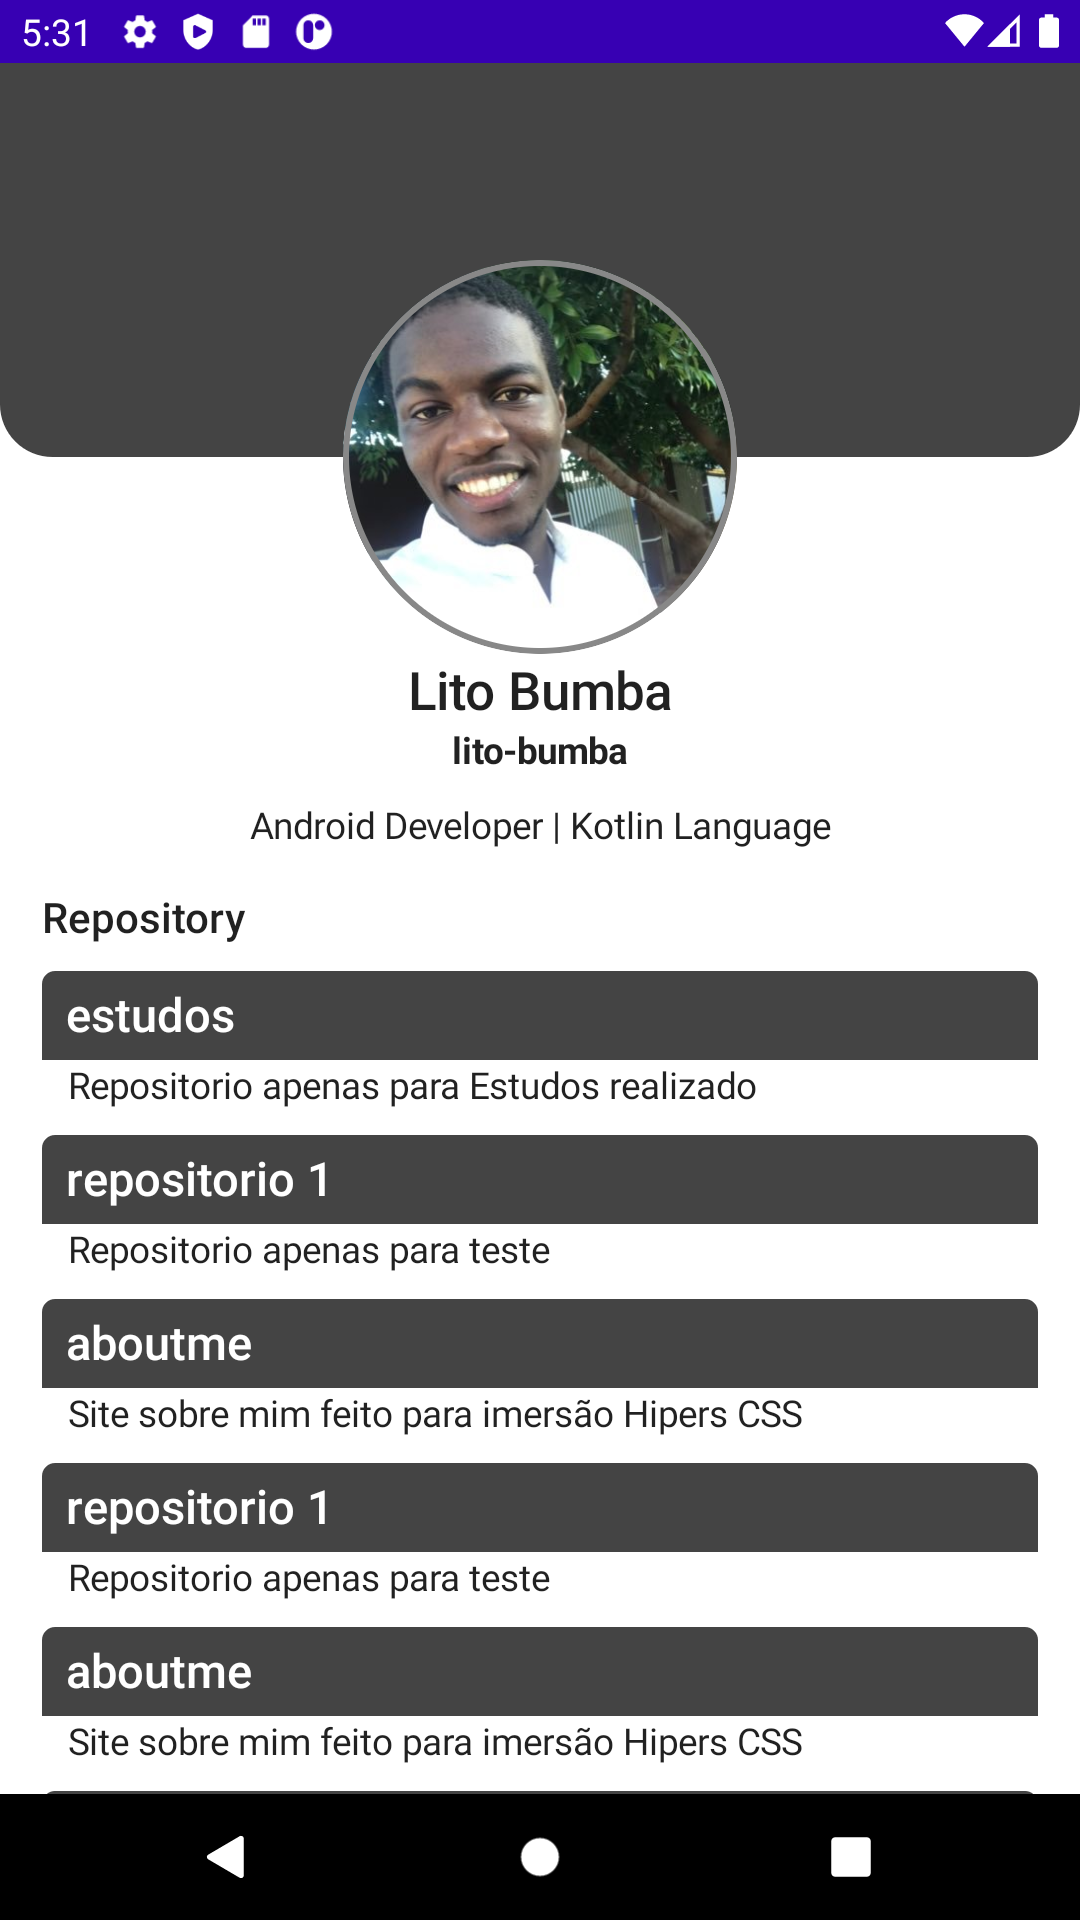 5:31
Lito Bumba
lito-bumba
Android Developer | Kotlin Language
Repository
estudos
Repositorio apenas para Estudos realizado
repositorio 1
Repositorio apenas para teste
aboutme
Site sobre mim feito para imersão Hipers CSS
repositorio 1
Repositorio apenas para teste
aboutme
Site sobre mim feito para imersão Hipers CSS